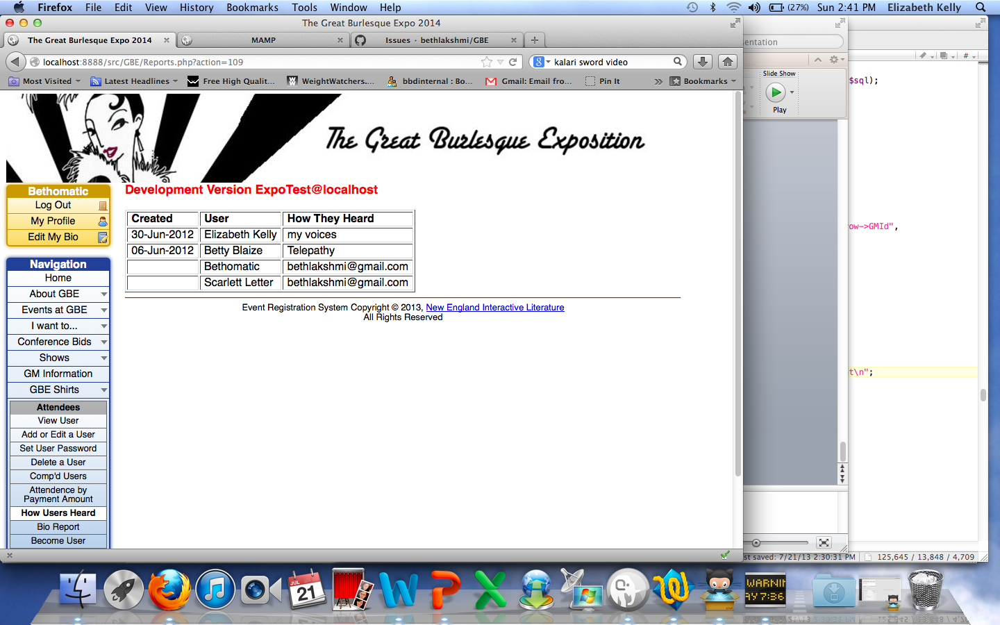 Firefox File Edit View History Bookmarks Tools Window Help (27%) Sun 2:41 PM Elizabeth Kelly
The Great Burlesque Expo 2014
The Great Burlesque Expo 2014 MAMP Issues · bethlakshmi/GBE
localhost:8888/src/GBE/Reports.php?action=109 kalari sword video
Most Visited Latest Headlines Free High Qualit... WeightWatchers.... bbdinternal : Bo... Gmail: Email fro... Pin It » Bookmarks
The Great Burlesque Exposition
Development Version ExpoTest@localhost
Bethomatic
Log Out
My Profile
Edit My Bio
Created User How They Heard
30-Jun-2012 Elizabeth Kelly my voices
06-Jun-2012 Betty Blaize Telepathy
Bethomatic bethlakshmi@gmail.com
Scarlett Letter bethlakshmi@gmail.com
Event Registration System Copyright © 2013, New England Interactive Literature
All Rights Reserved
Navigation
Home
About GBE
Events at GBE
I want to...
Conference Bids
Shows
GM Information
GBE Shirts
Attendees
View User
Add or Edit a User
Set User Password
Delete a User
Comp'd Users
Attendence by
Payment Amount
How Users Heard
Bio Report
Become User
entation
#
Slide Show
Play
$sql);
ow->GMId",
t\n";
st saved: 7/21/13 2:30:31 PM 125,645 / 13,848 / 4,709
JUL
21
WARNIN
AY 7:36